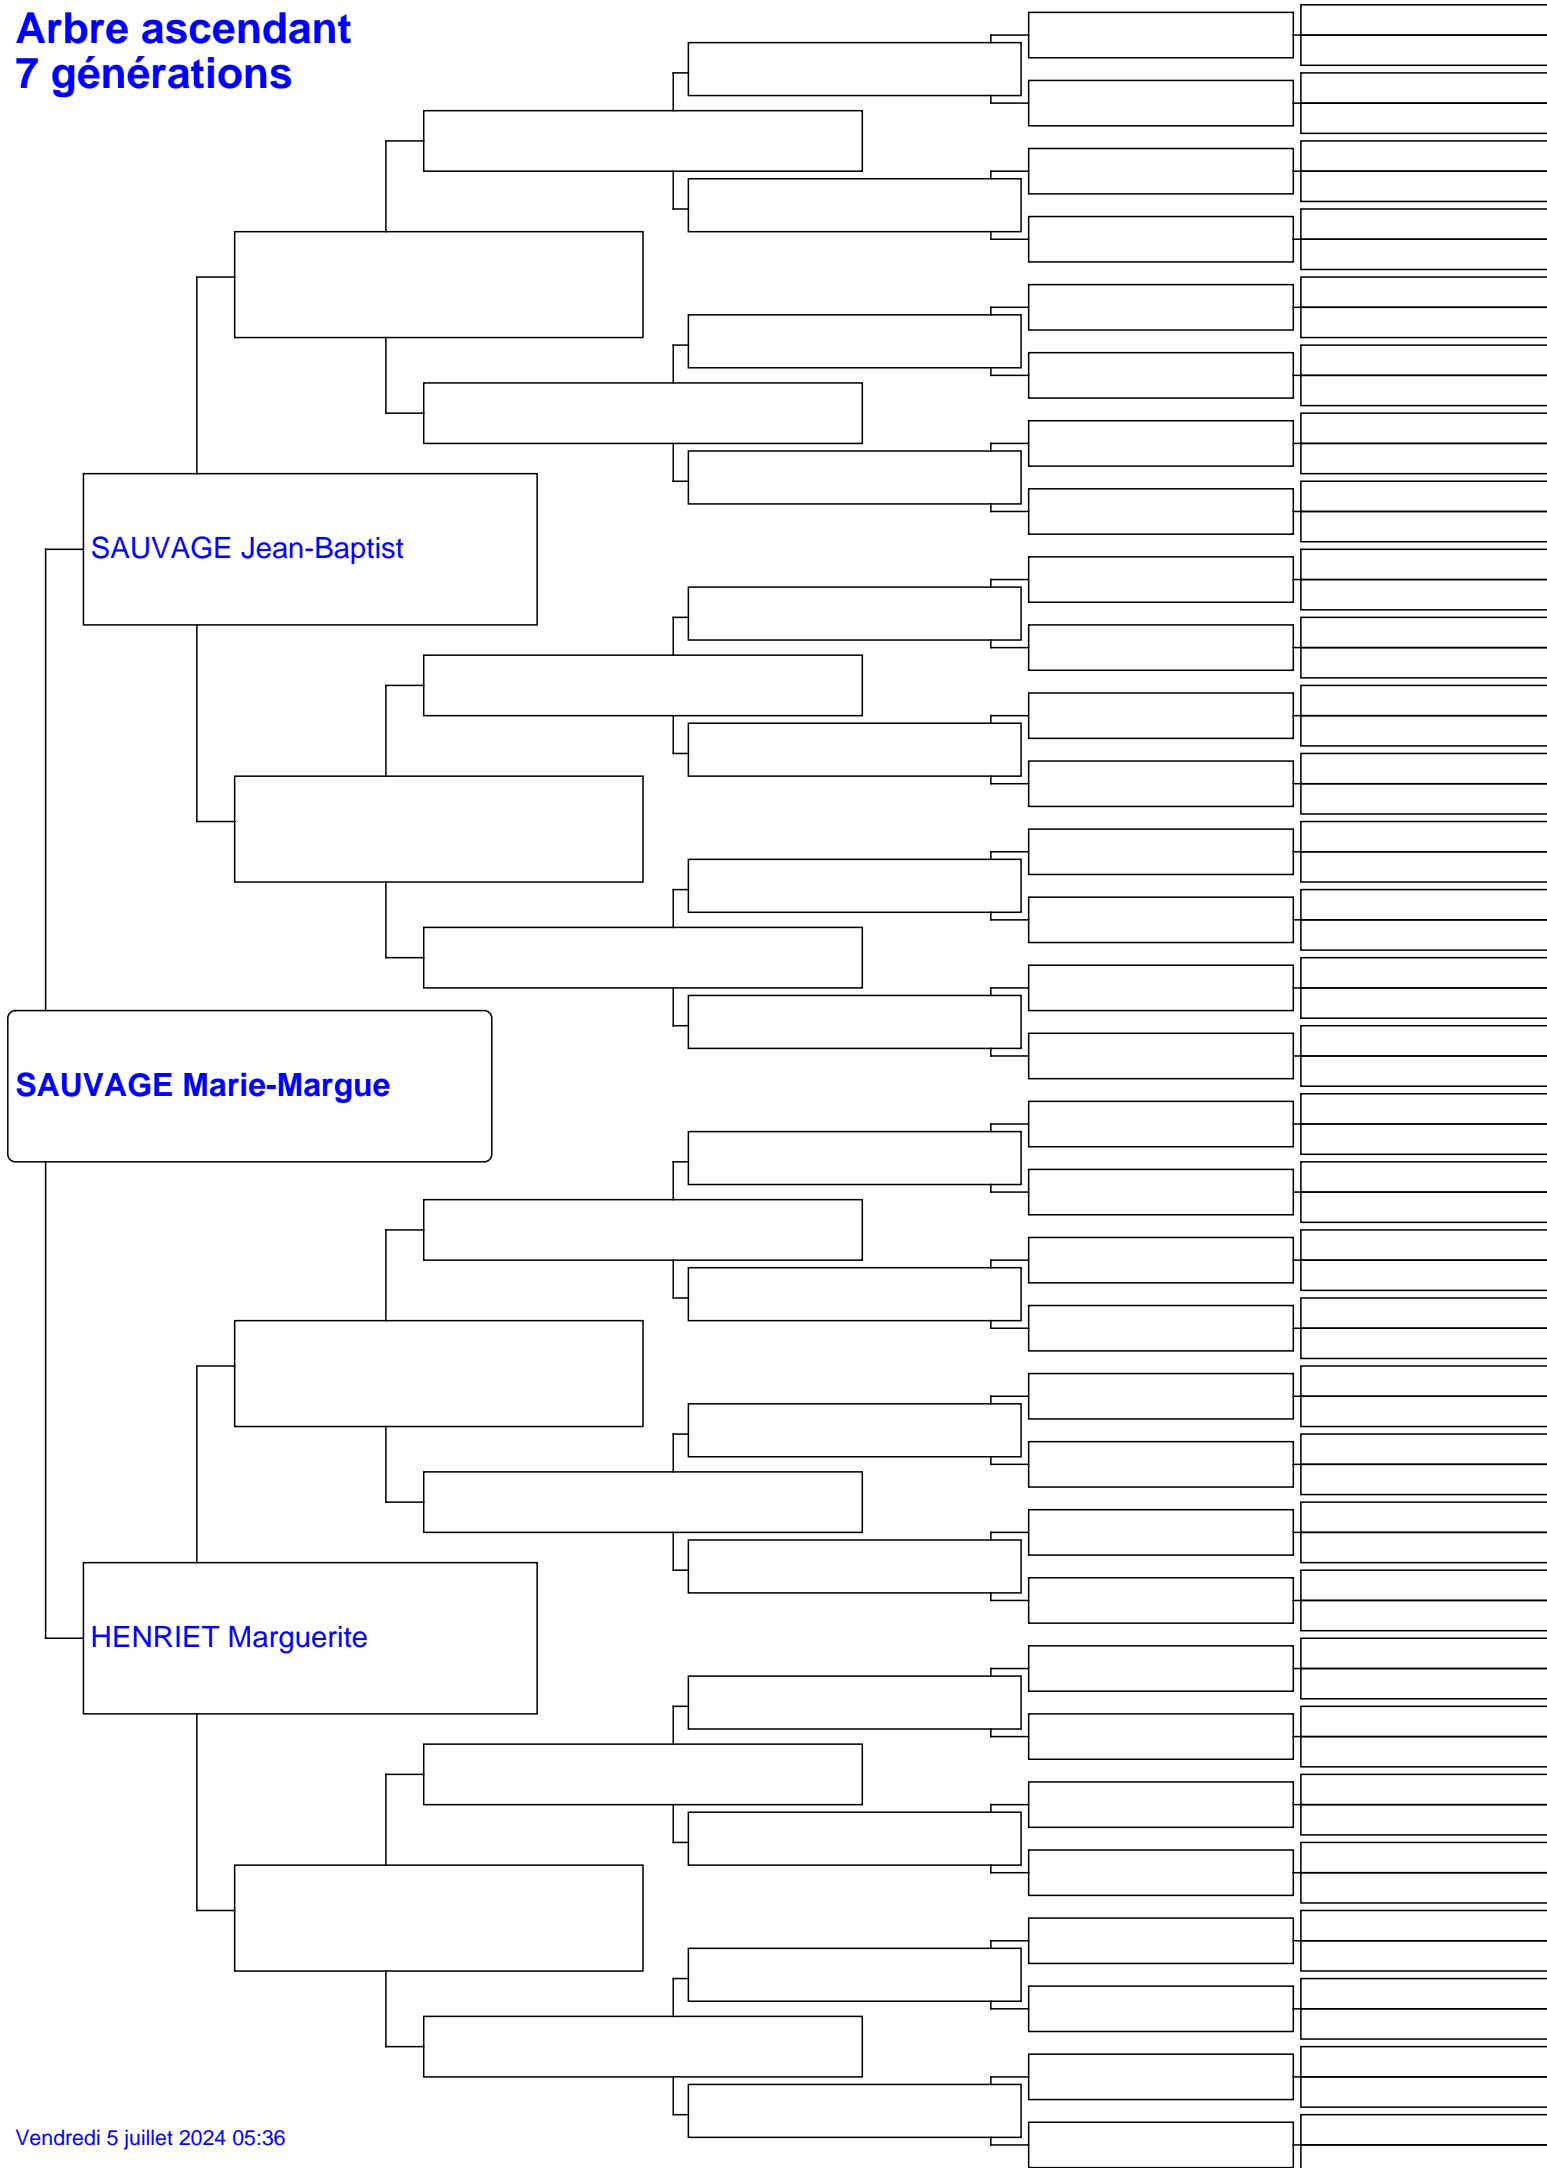 Arbre ascendant
7 générations
SAUVAGE Jean-Baptist
SAUVAGE Marie-Margue
HENRIET Marguerite
Vendredi 5 juillet 2024 05:36